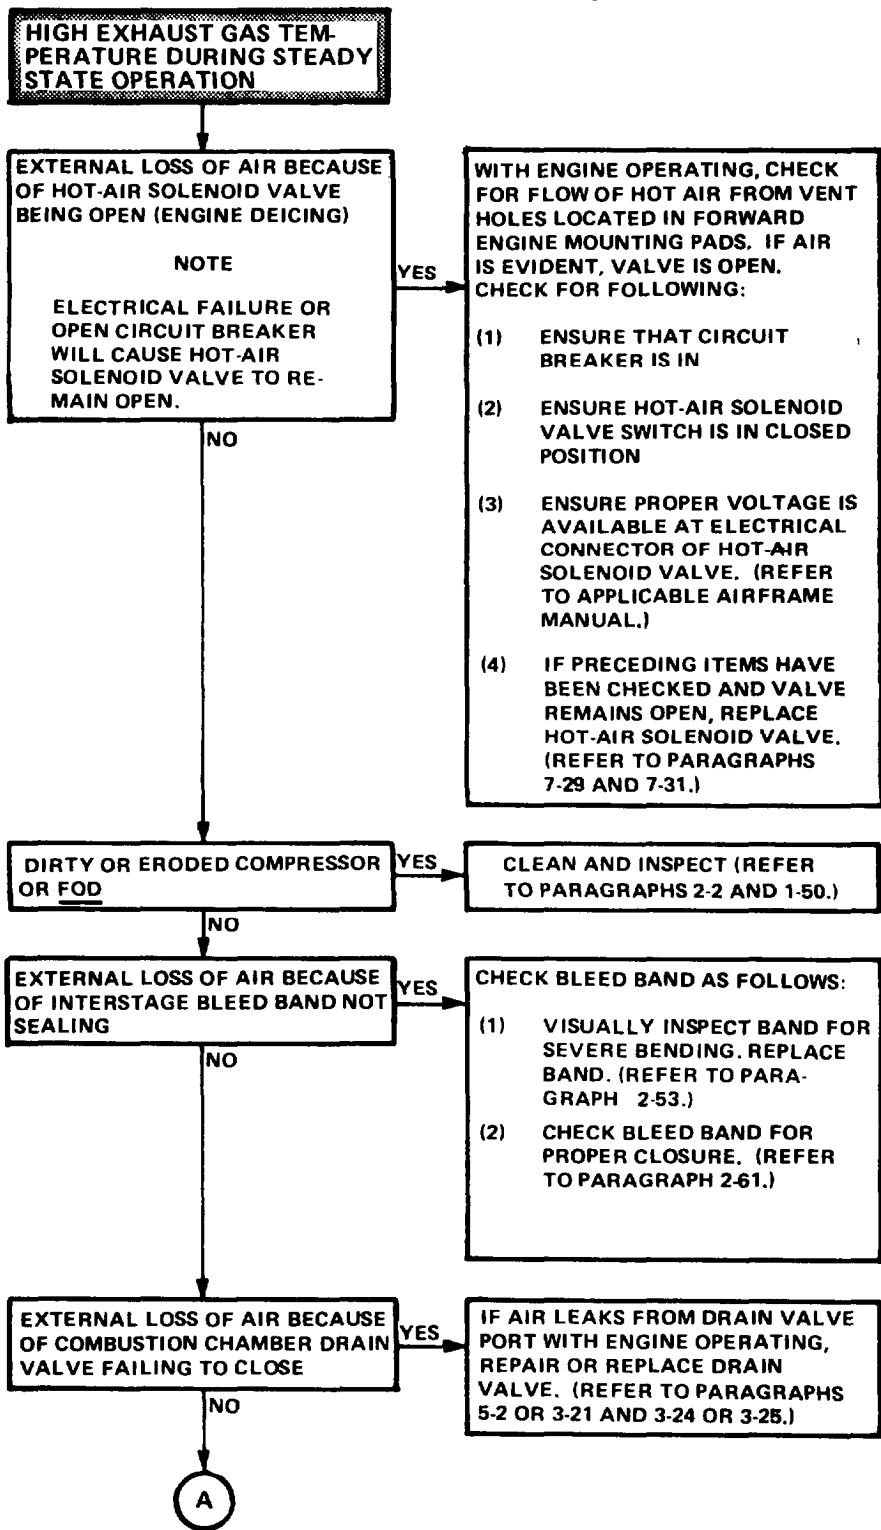 HIGH EXHAUST GAS TEM-
PERATURE DURING STEADY
STATE OPERATION
EXTERNAL LOSS OF AIR BECAUSE
OF HOT-AIR SOLENOID VALVE
BEING OPEN (ENGINE DEICING)
NOTE
ELECTRICAL FAILURE OR
OPEN CIRCUIT BREAKER
WILL CAUSE HOT-AIR
SOLENOID VALVE TO RE-
MAIN OPEN.
YES
WITH ENGINE OPERATING, CHECK
FOR FLOW OF HOT AIR FROM VENT
HOLES LOCATED IN FORWARD
ENGINE MOUNTING PADS. IF AIR
IS EVIDENT, VALVE IS OPEN.
CHECK FOR FOLLOWING:
(1) ENSURE THAT CIRCUIT
BREAKER IS IN
(2) ENSURE HOT-AIR SOLENOID
VALVE SWITCH IS IN CLOSED
POSITION
(3) ENSURE PROPER VOLTAGE IS
AVAILABLE AT ELECTRICAL
CONNECTOR OF HOT-AIR
SOLENOID VALVE. (REFER
TO APPLICABLE AIRFRAME
MANUAL.)
(4) IF PRECEDING ITEMS HAVE
BEEN CHECKED AND VALVE
REMAINS OPEN, REPLACE
HOT-AIR SOLENOID VALVE.
(REFER TO PARAGRAPHS
7-29 AND 7-31.)
NO
DIRTY OR ERODED COMPRESSOR
OR FOD
YES
CLEAN AND INSPECT (REFER
TO PARAGRAPHS 2-2 AND 1-50.)
NO
EXTERNAL LOSS OF AIR BECAUSE
OF INTERSTAGE BLEED BAND NOT
SEALING
YES
CHECK BLEED BAND AS FOLLOWS:
(1) VISUALLY INSPECT BAND FOR
SEVERE BENDING. REPLACE
BAND. (REFER TO PARA-
GRAPH 2-53.)
(2) CHECK BLEED BAND FOR
PROPER CLOSURE. (REFER
TO PARAGRAPH 2-61.)
NO
EXTERNAL LOSS OF AIR BECAUSE
OF COMBUSTION CHAMBER DRAIN
VALVE FAILING TO CLOSE
YES
IF AIR LEAKS FROM DRAIN VALVE
PORT WITH ENGINE OPERATING,
REPAIR OR REPLACE DRAIN
VALVE. (REFER TO PARAGRAPHS
5-2 OR 3-21 AND 3-24 OR 3-25.)
NO
A